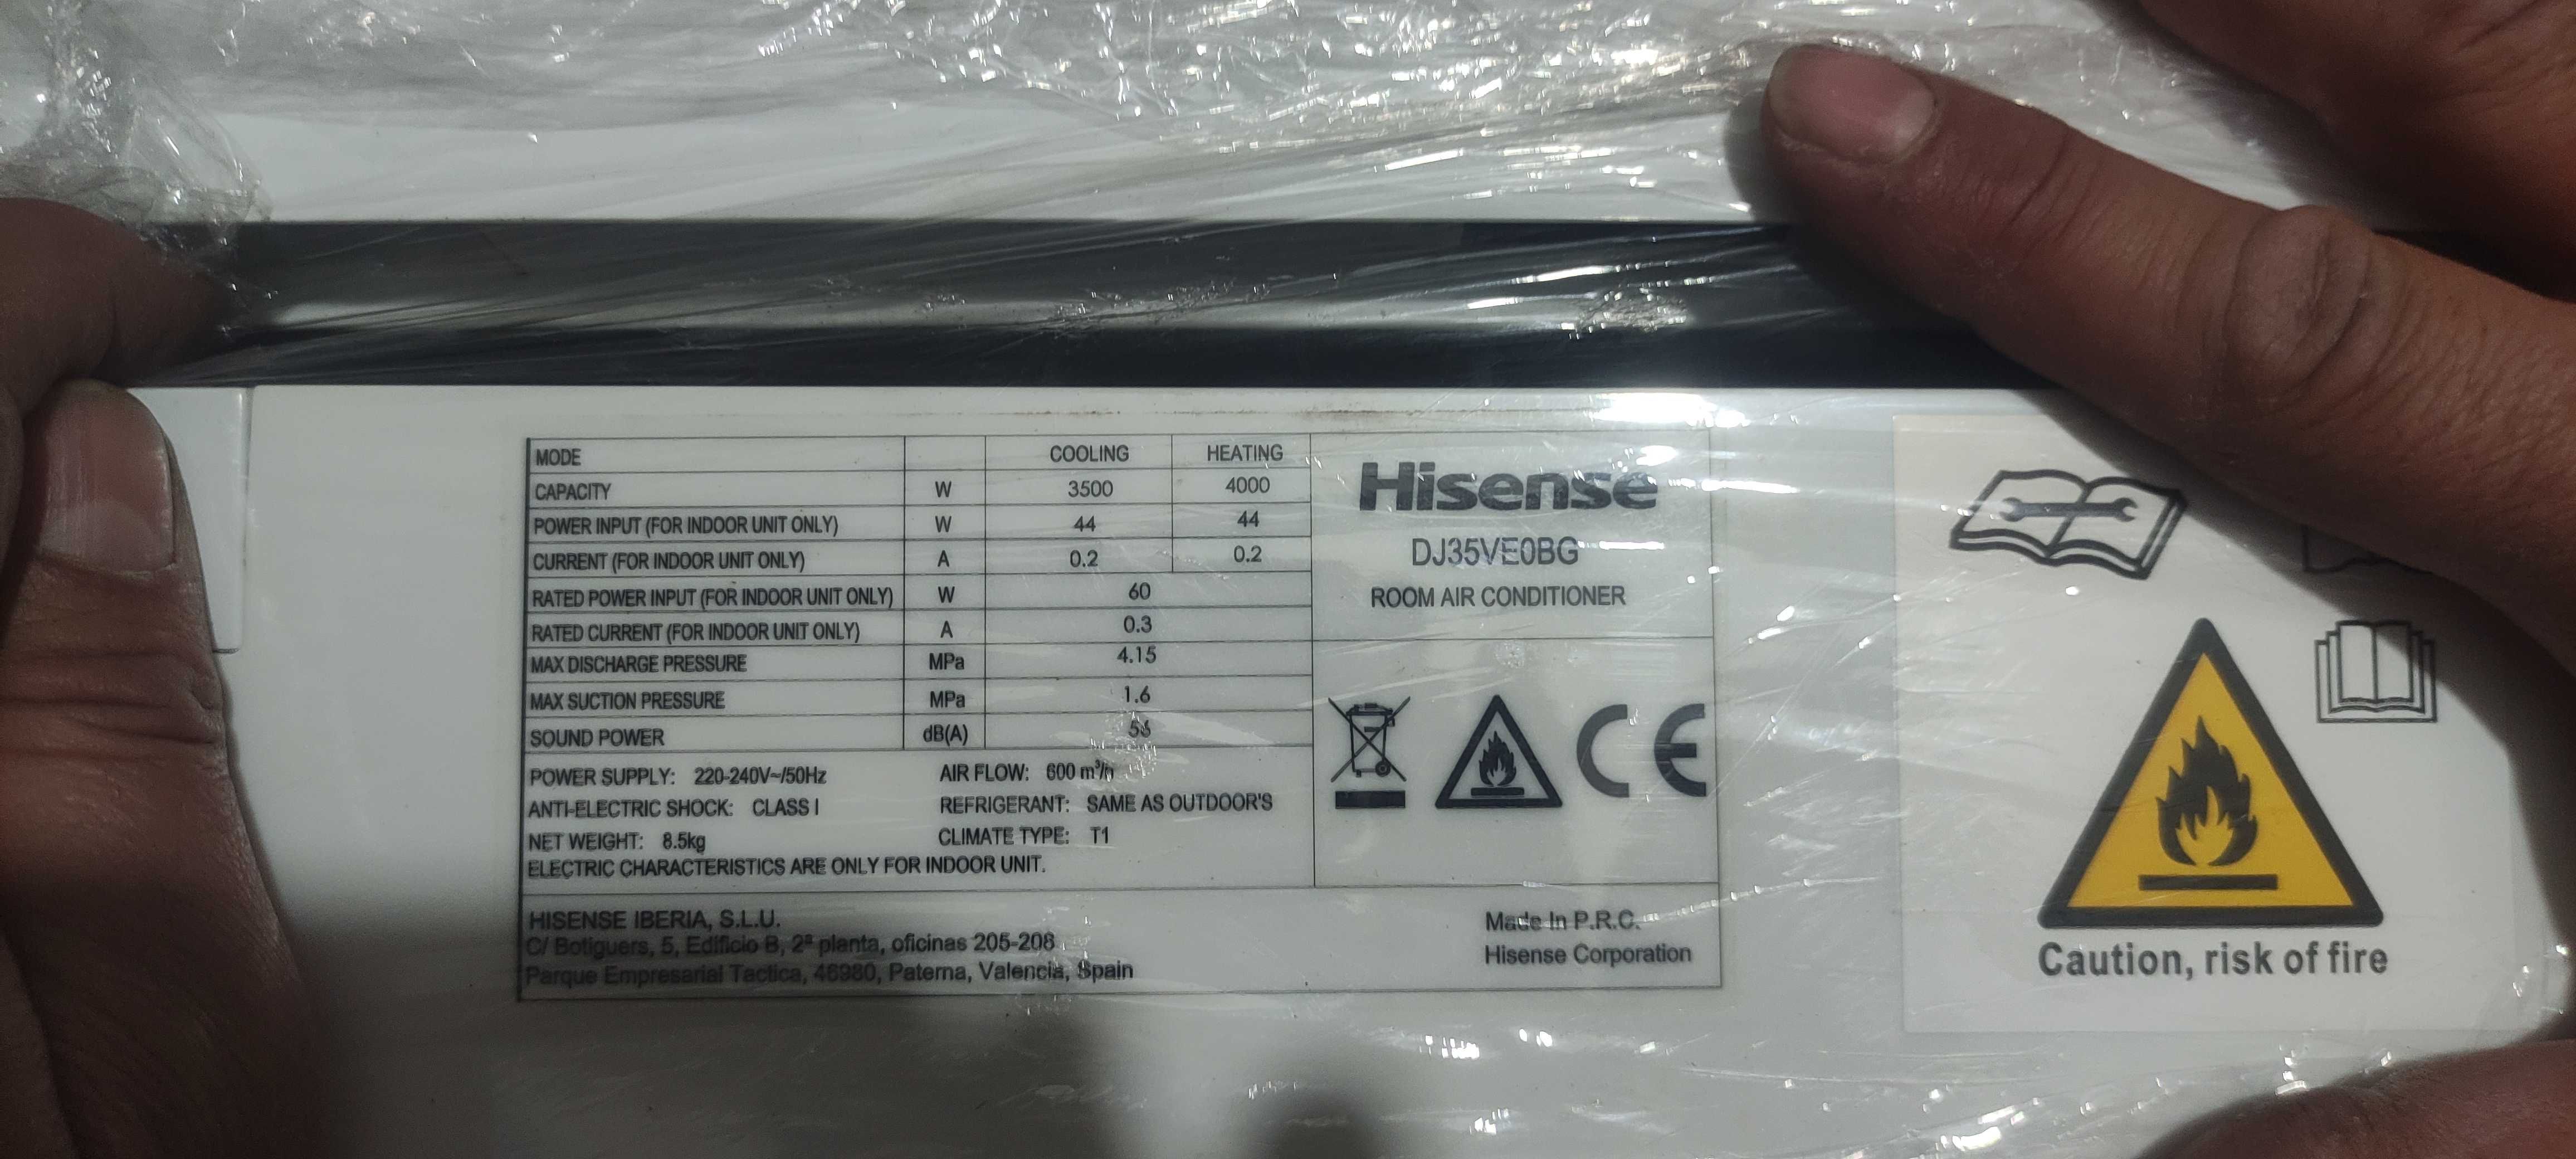 MODE COOLING HEATING
CAPACITY W 3500 4000
POWER INPUT (FOR INDOOR UNIT ONLY) W 44 44
CURRENT (FOR INDOOR UNIT ONLY) A 0.2 0.2
RATED POWER INPUT (FOR INDOOR UNIT ONLY) W 60
RATED CURRENT (FOR INDOOR UNIT ONLY) A 0.3
MAX DISCHARGE PRESSURE MPa 4.15
MAX SUCTION PRESSURE MPa 1.6
SOUND POWER dB(A)
POWER SUPPLY: 220-240V~/50Hz AIR FLOW: 600 m³/h
ANTI-ELECTRIC SHOCK: CLASS I REFRIGERANT: SAME AS OUTDOOR'S
NET WEIGHT: 8.5kg CLIMATE TYPE: T1
ELECTRIC CHARACTERISTICS ARE ONLY FOR INDOOR UNIT.
Hisense
DJ35VE0BG
ROOM AIR CONDITIONER
CE
HISENSE IBERIA, S.L.U.
C/ Botiguers, 5, Edificio B, 2ª planta, oficinas 205-208
Parque Empresarial Tactica, 46980, Paterna, Valencia, Spain
Made In P.R.C.
Hisense Corporation
Caution, risk of fire